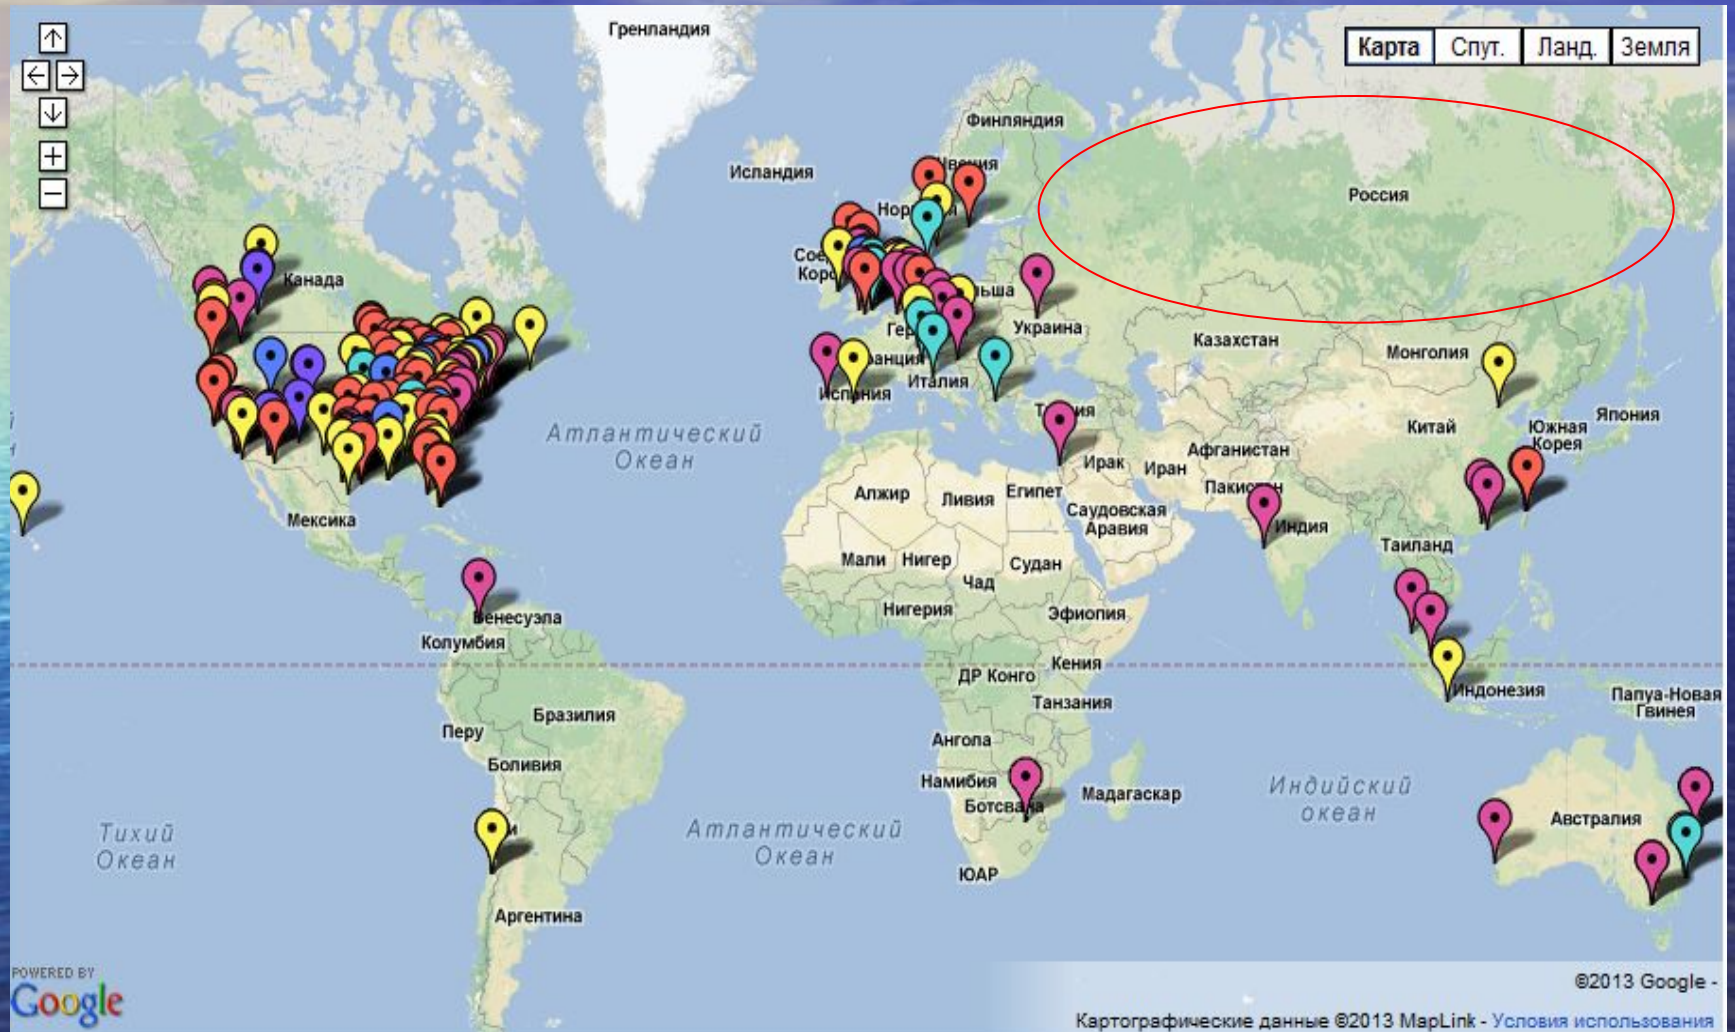 Гренландия
Карта
Спут.
Ланд.
Земля
Финляндия
Исландия
Россия
Канада
Украина
Казахстан
Монголия
Италия
Атлантический
Океан
Китай
Южная
Корея
Япония
Афганистан
Ирак
Иран
Алжир
Ливия
Египет
Саудовская
Аравия
Индия
Мексика
Таиланд
Мали
Нигер
Чад
Судан
Нигерия
Эфиопия
Венесуэла
Колумбия
ДР Конго
Кения
Танзания
Индонезия
Папуа-Новая
Гвинея
Перу
Бразилия
Ангола
Боливия
Намибия
Мадагаскар
Индийский
океан
Австралия
Тихий
Океан
Атлантический
Океан
ЮАР
Аргентина
POWERED BY
Google
©2013 Google -
Картографические данные ©2013 MapLink - Условия использования